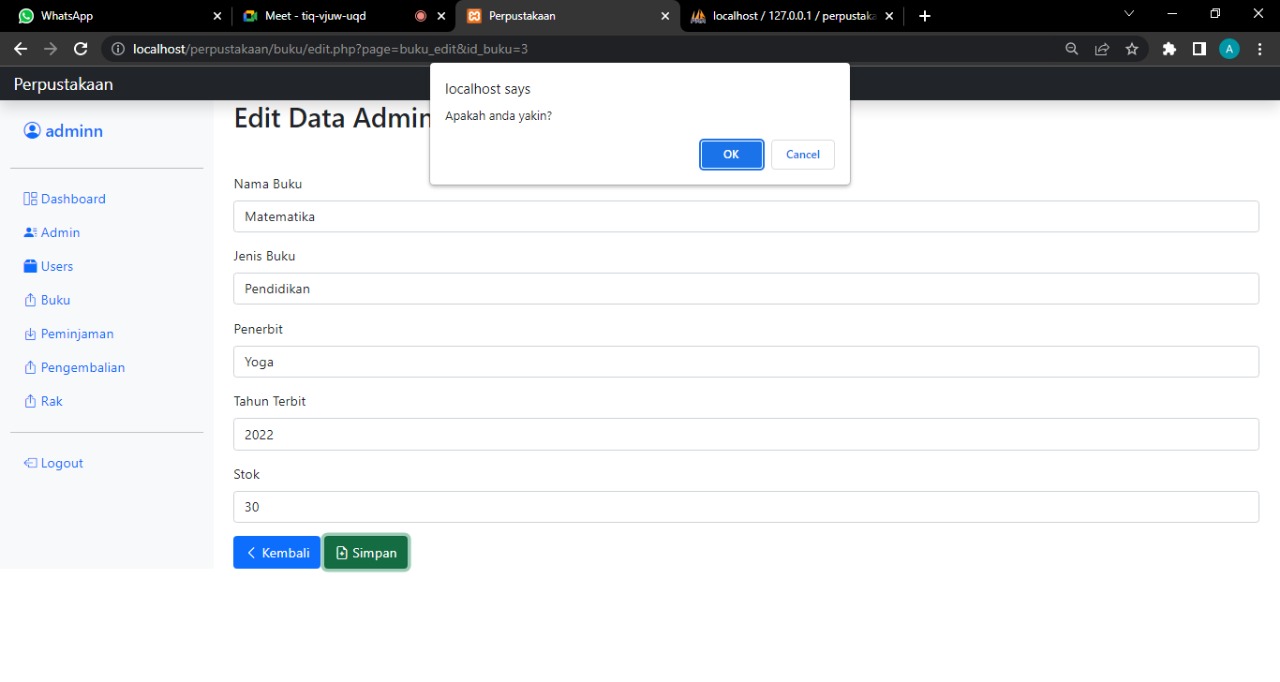 WhatsApp
Meet - tiq-vjuw-uqd
Perpustakaan
localhost / 127.0.0.1 / perpustaka
localhost/perpustakaan/buku/edit.php?page=buku_edit&id_buku=3
A
Perpustakaan
localhost says
Apakah anda yakin?
OK
Cancel
adminn
Dashboard
Admin
Users
Buku
Peminjaman
Pengembalian
Rak
Logout
Edit Data Admin
Nama Buku
Matematika
Jenis Buku
Pendidikan
Penerbit
Yoga
Tahun Terbit
2022
Stok
30
Kembali
Simpan